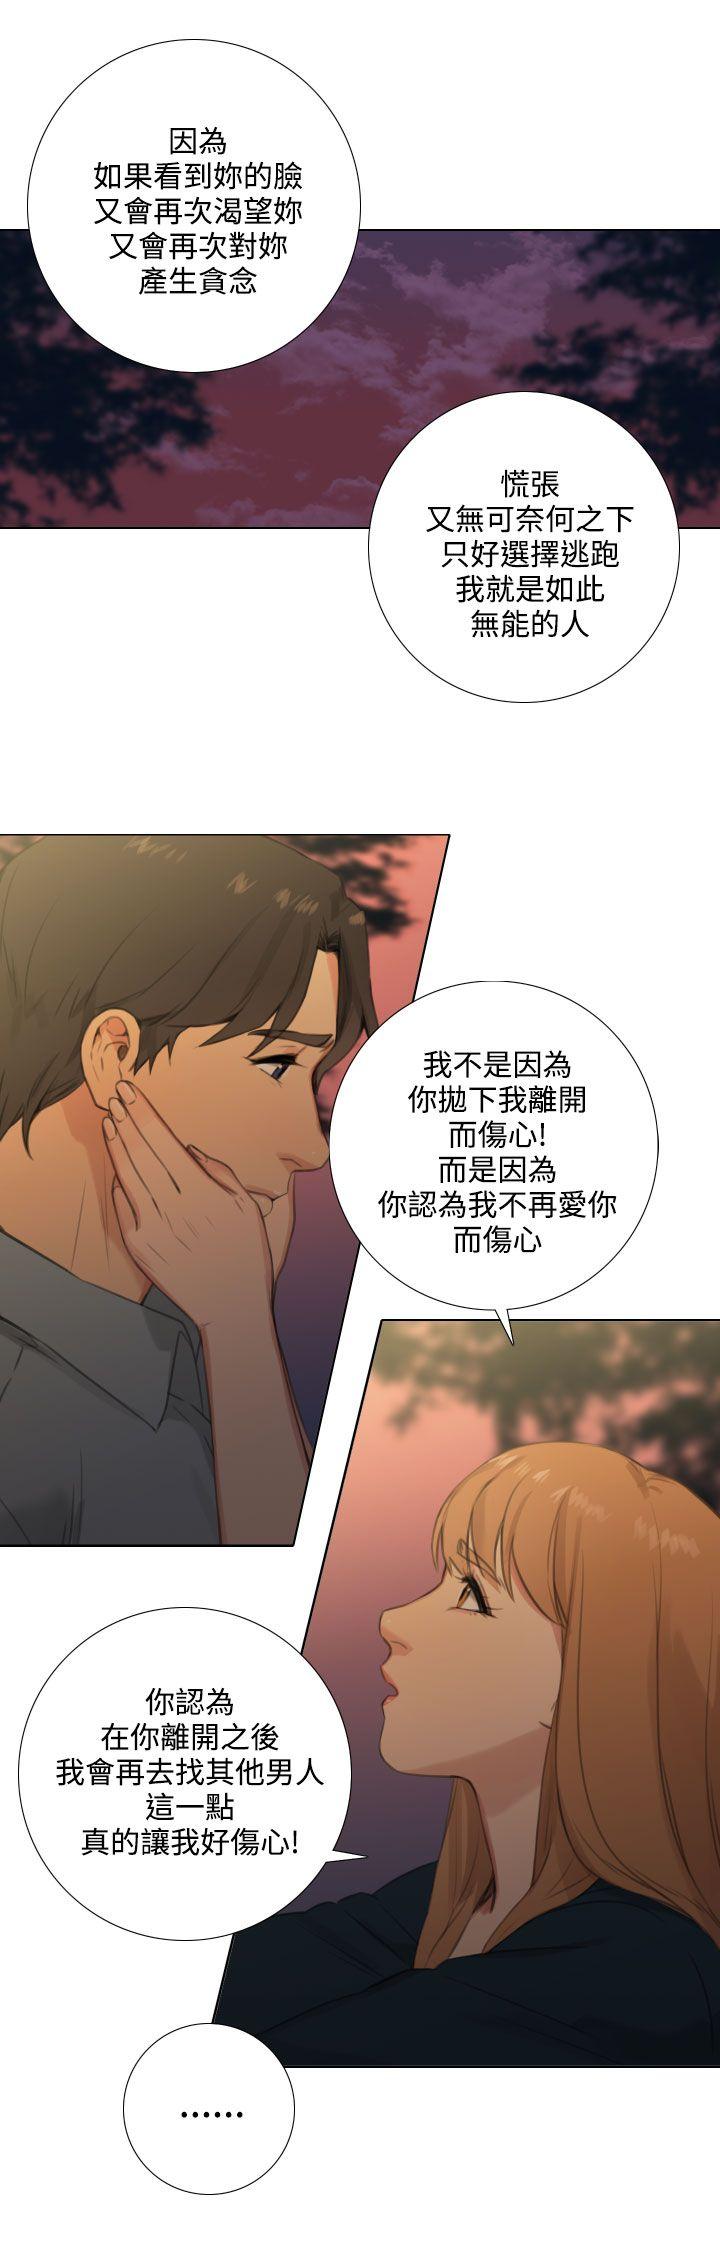 因為
如果看到妳的臉
又會再次渴望妳
又會再次對妳
產生貪念
慌張
又無可奈何之下
只好選擇逃跑
我就是如此
無能的人
我不是因為
你拋下我離開
而傷心!
而是因為
你認為我不再愛你
而傷心
你認為
在你離開之後
我會再去找其他男人
這一點
真的讓我好傷心!
……